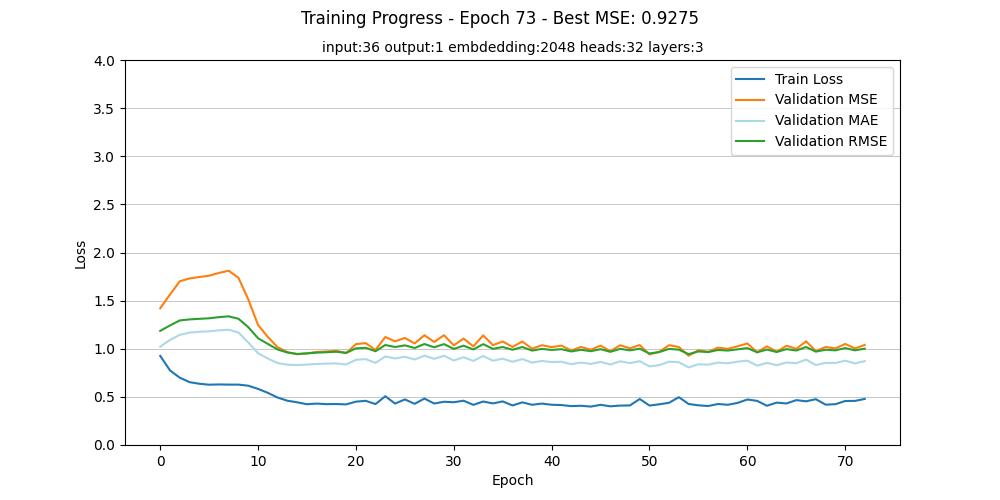 Training Progress - Epoch 73 - Best MSE: 0.9275
input:36 output:1 embdedding:2048 heads:32 layers:3
Train Loss
Validation MSE
Validation MAE
Validation RMSE
4.0
3.5
3.0
2.5
2.0
1.5
1.0
0.5
0.0
Loss
0 10 20 30 40 50 60 70
Epoch